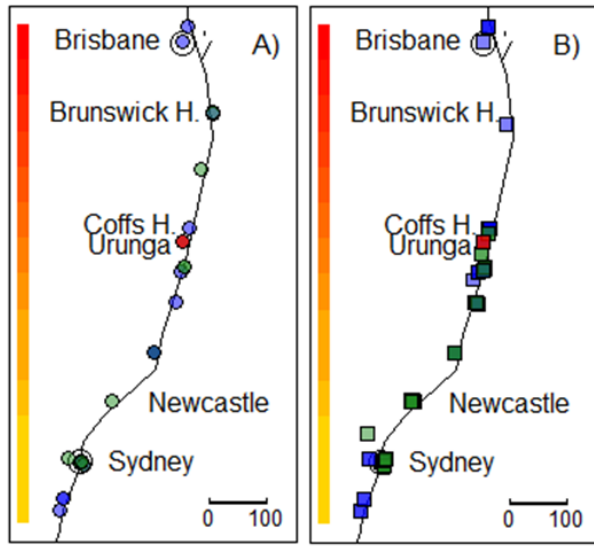 Brisbane A)
Brunswick H.
Coffs H.
Urunga
Newcastle
Sydney
0 100
Brisbane B)
Brunswick H.
Coffs H.
Urunga
Newcastle
Sydney
0 100